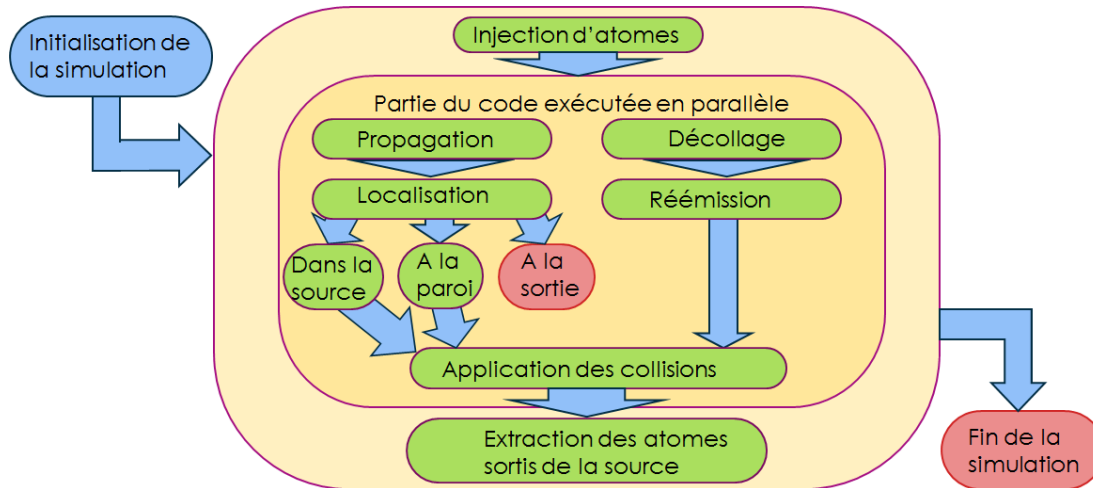 Initialisation de
la simulation
Injection d'atomes
Partie du code exécutée en parallèle
Propagation
Décollage
Localisation
Réémission
Dans la
source
A la
paroi
A la
sortie
Application des collisions
Extraction des atomes
sortis de la source
Fin de la
simulation